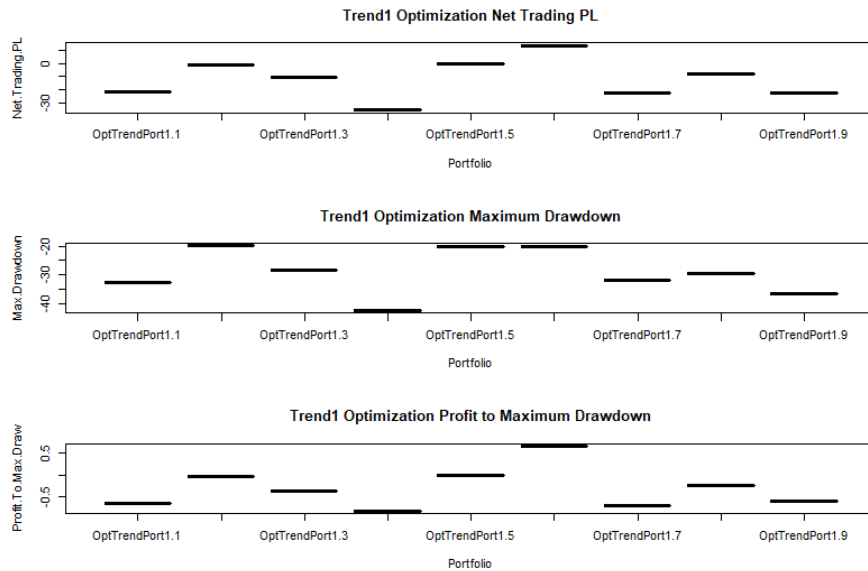 Trend1 Optimization Net Trading PL
Net.Trading.PL
0
-30
OptTrendPort1.1 OptTrendPort1.3 OptTrendPort1.5 OptTrendPort1.7 OptTrendPort1.9
Portfolio
Trend1 Optimization Maximum Drawdown
Max.Drawdown
-20
-30
-40
OptTrendPort1.1 OptTrendPort1.3 OptTrendPort1.5 OptTrendPort1.7 OptTrendPort1.9
Portfolio
Trend1 Optimization Profit to Maximum Drawdown
Profit.To.Max.Draw
0.5
-0.5
OptTrendPort1.1 OptTrendPort1.3 OptTrendPort1.5 OptTrendPort1.7 OptTrendPort1.9
Portfolio